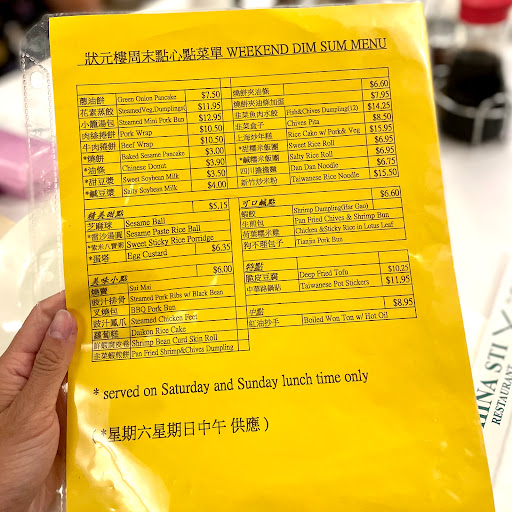 狀元樓周末點心點菜單 WEEKEND DIM SUM MENU
蔥油餅 Green Onion Pancake $7.50
花素蒸餃 Steamed(Veg.Dumplings) $11.95
小籠湯包 Steamed Mini Pork Bun $12.95
肉絲捲餅 Pork Wrap $10.50
牛肉捲餅 Beef Wrap $10.50
*燒餅 Baked Sesame Pancake $3.00
*油條 Chinese Donut $3.90
*甜豆漿 Sweet Soybean Milk $3.50
*鹹豆漿 Salty Soybean Milk $4.00
燒餅夾油條 $6.60
燒餅夾油條加蛋 $7.95
韭菜魚肉水餃 Fish&Chives Dumpling(12) $14.25
韭菜盒子 Chives Pita $8.50
上海炒年糕 Rice Cake w/Pork& Veg $15.95
*甜糯米飯團 Sweet Rice Roll $6.95
*鹹糯米飯團 Salty Rice Roll $6.95
四川擔擔麵 Dan Dan Noodle $6.75
新竹炒米粉 Taiwanese Rice Noodle $15.50
精美甜點 $5.15
芝麻球 Sesame Ball
*雷沙湯圓 Sesame Paste Rice Ball
*紫米八寶粥 Sweet Sticky Rice Porridge
*蛋塔 Egg Custard $6.35
可口鹹點 $6.60
蝦餃 Shrimp Dumpling(Har Gao)
生煎包 Pan Fried Chives & Shrimp Bun
荷葉糯米雞 Chicken &Sticky Rice in Lotus Leaf
狗不理包子 Tianjin Pork Bun
美味小點 $6.00
燒賣 Sui Mai
豉汁排骨 Steamed Pork Ribs w/ Black Bean
叉燒包 BBQ Pork Bun
豉汁鳳爪 Steamed Chicken Feet
蘿蔔糕 Daikon Rice Cake
鮮蝦腐皮卷 Shrimp Bean Curd Skin Roll
韭菜蝦煎餅 Pan Fried Shrimp&Chives Dumpling
特點
脆皮豆腐 Deep Fried Tofu $10.25
中華路鍋貼 Taiwanese Pot Stickers $11.95
$8.95
紅油抄手 Boiled Won Ton w/ Hot Oil
* served on Saturday and Sunday lunch time only
(*星期六星期日中午 供應)
HINA STI
RESTAURANT